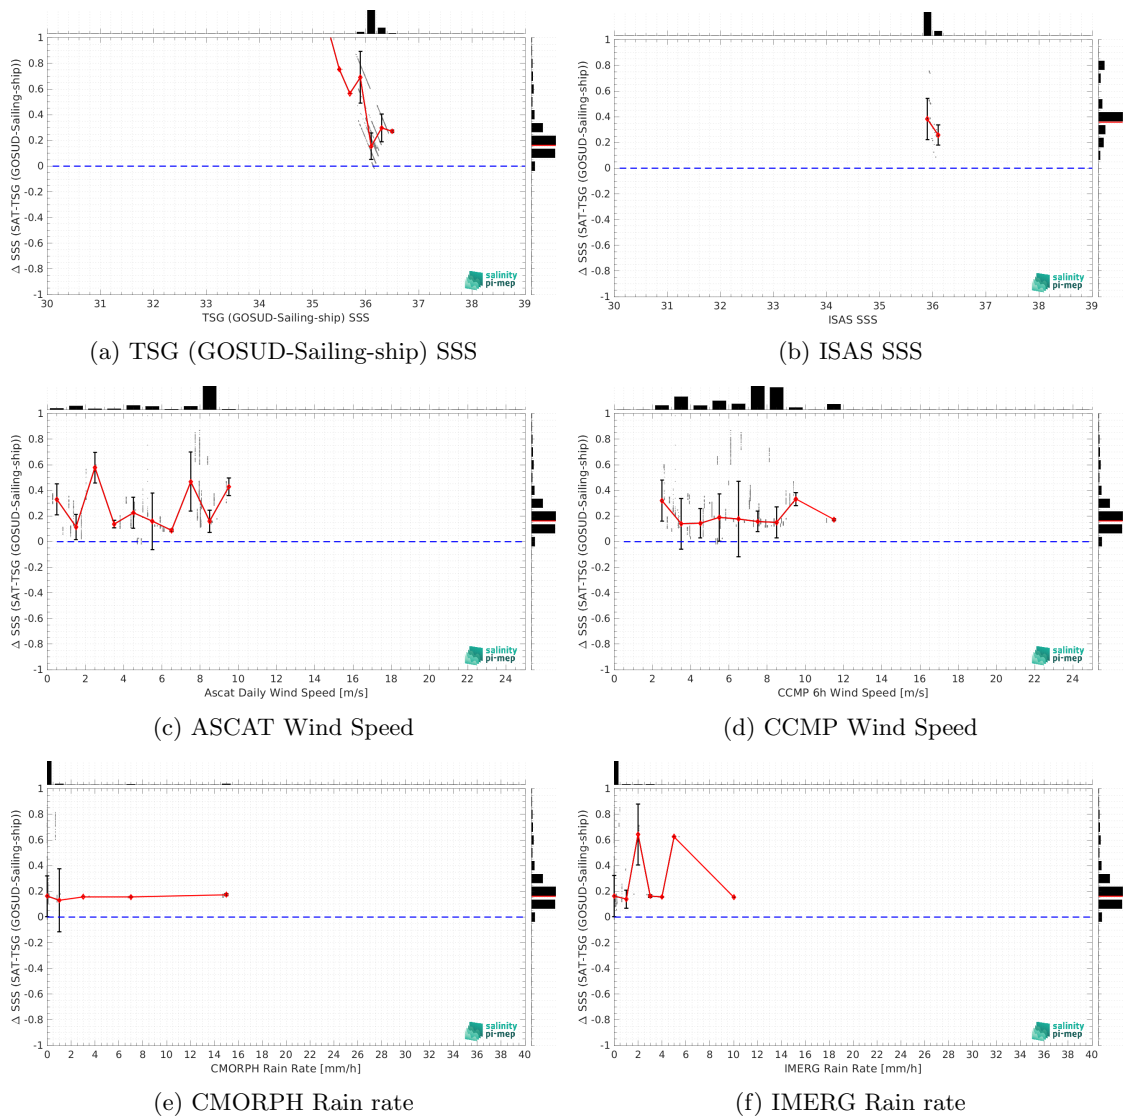 Δ SSS (SAT-TSG (GOSUD-Sailing-ship))
1
0.8
0.6
0.4
0.2
0
-0.2
-0.4
-0.6
-0.8
-1
salinity
pi-mep
30 31 32 33 34 35 36 37 38 39
TSG (GOSUD-Sailing-ship) SSS
(a) TSG (GOSUD-Sailing-ship) SSS
Δ SSS (SAT-TSG (GOSUD-Sailing-ship))
1
0.8
0.6
0.4
0.2
0
-0.2
-0.4
-0.6
-0.8
-1
salinity
pi-mep
30 31 32 33 34 35 36 37 38 39
ISAS SSS
(b) ISAS SSS
Δ SSS (SAT-TSG (GOSUD-Sailing-ship))
1
0.8
0.6
0.4
0.2
0
-0.2
-0.4
-0.6
-0.8
-1
salinity
pi-mep
0 2 4 6 8 10 12 14 16 18 20 22 24
Ascat Daily Wind Speed [m/s]
(c) ASCAT Wind Speed
Δ SSS (SAT-TSG (GOSUD-Sailing-ship))
1
0.8
0.6
0.4
0.2
0
-0.2
-0.4
-0.6
-0.8
-1
salinity
pi-mep
0 2 4 6 8 10 12 14 16 18 20 22 24
CCMP 6h Wind Speed [m/s]
(d) CCMP Wind Speed
Δ SSS (SAT-TSG (GOSUD-Sailing-ship))
1
0.8
0.6
0.4
0.2
0
-0.2
-0.4
-0.6
-0.8
-1
salinity
pi-mep
0 2 4 6 8 10 12 14 16 18 20 22 24 26 28 30 32 34 36 38 40
CMORPH Rain Rate [mm/h]
(e) CMORPH Rain rate
Δ SSS (SAT-TSG (GOSUD-Sailing-ship))
1
0.8
0.6
0.4
0.2
0
-0.2
-0.4
-0.6
-0.8
-1
salinity
pi-mep
0 2 4 6 8 10 12 14 16 18 20 22 24 26 28 30 32 34 36 38 40
IMERG Rain Rate [mm/h]
(f) IMERG Rain rate